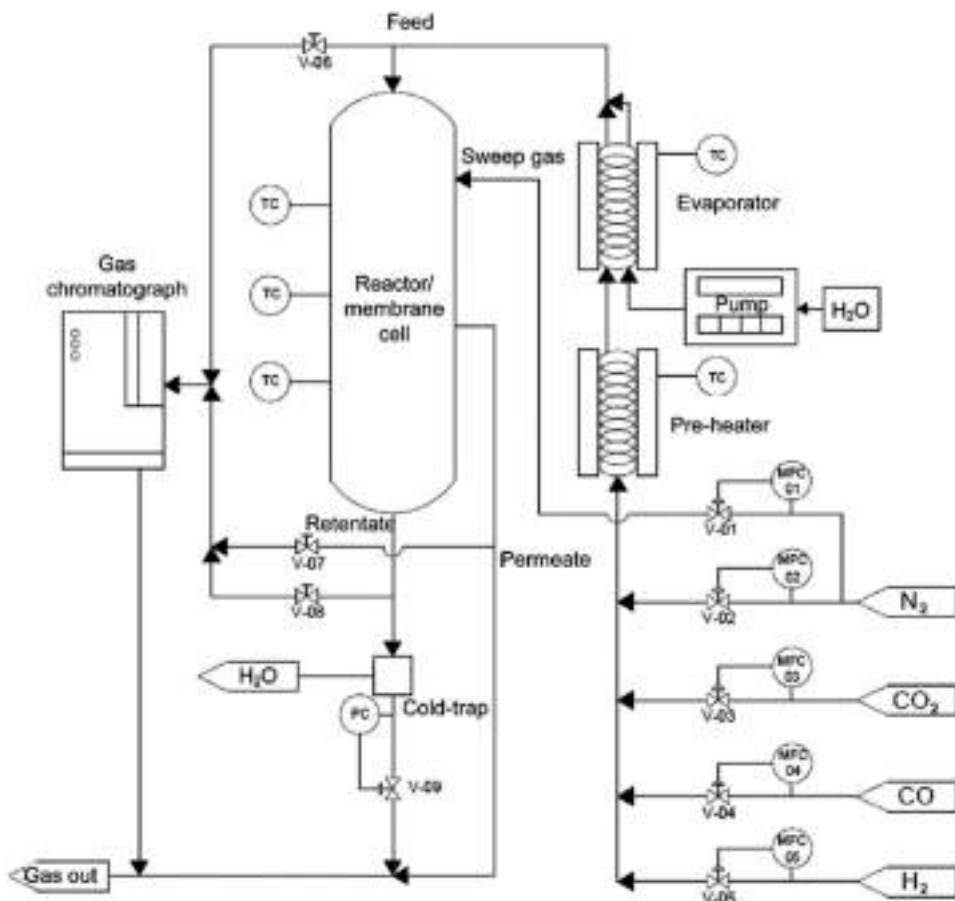 Feed
V-06
Sweep gas
TC
Evaporator
TC
Gas
chromatograph
Reactor/
membrane
cell
TC
Pump
H₂O
TC
TC
Pre-heater
MFC
01
V-01
Retentate
V-07
Permeate
MFC
02
V-02
N₂
V-08
H₂O
Cold-trap
MFC
03
V-03
CO₂
PC
V-09
MFC
04
V-04
CO
Gas out
MFC
05
V-05
H₂